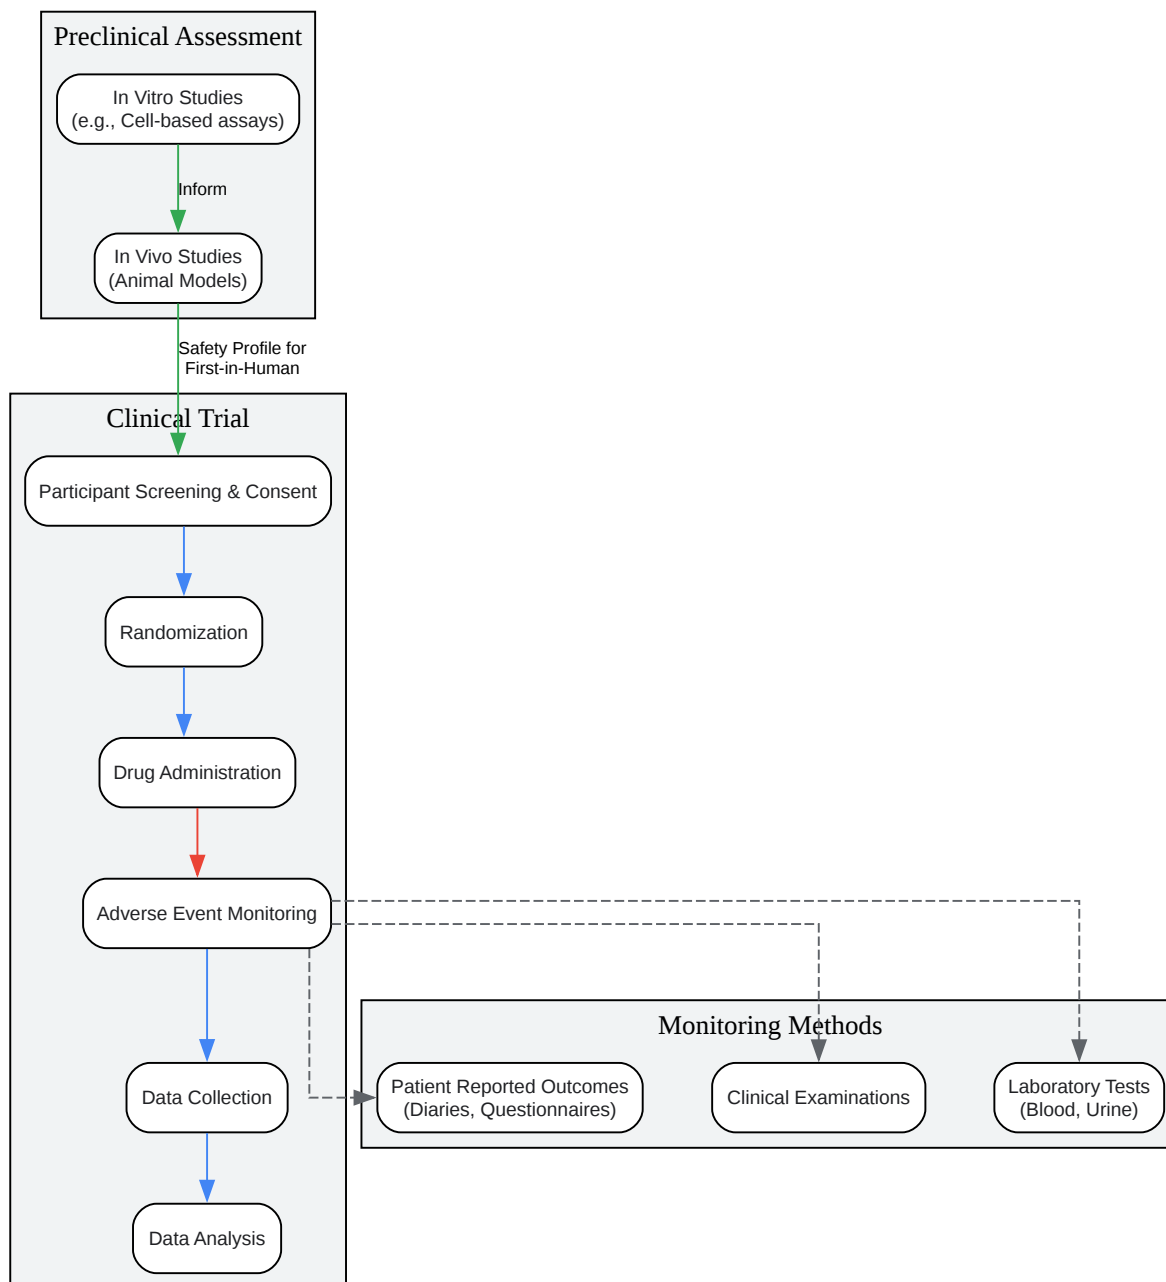 Preclinical Assessment
In Vitro Studies
(e.g., Cell-based assays)
Inform
In Vivo Studies
(Animal Models)
Safety Profile for
First-in-Human
Clinical Trial
Participant Screening & Consent
Randomization
Drug Administration
Adverse Event Monitoring
Monitoring Methods
Patient Reported Outcomes
(Diaries, Questionnaires)
Clinical Examinations
Laboratory Tests
(Blood, Urine)
Data Collection
Data Analysis